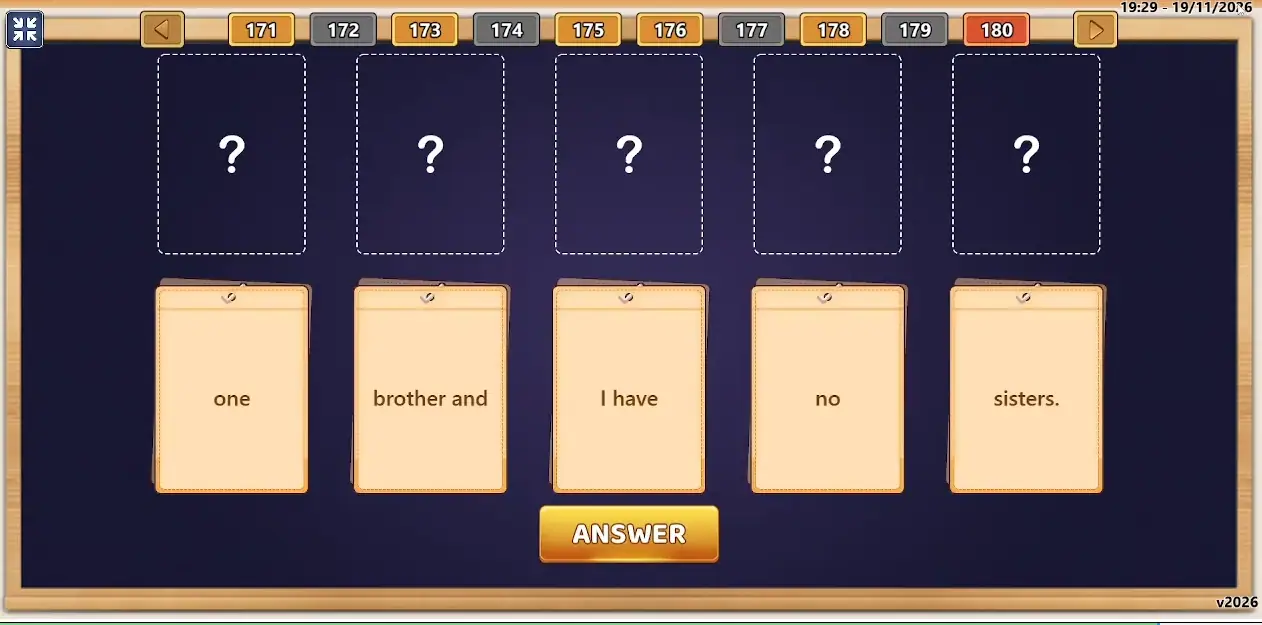 19:29 - 19/11/2026
171 172 173 174 175 176 177 178 179 180
? ? ? ? ?
one brother and I have no sisters.
ANSWER
v2026